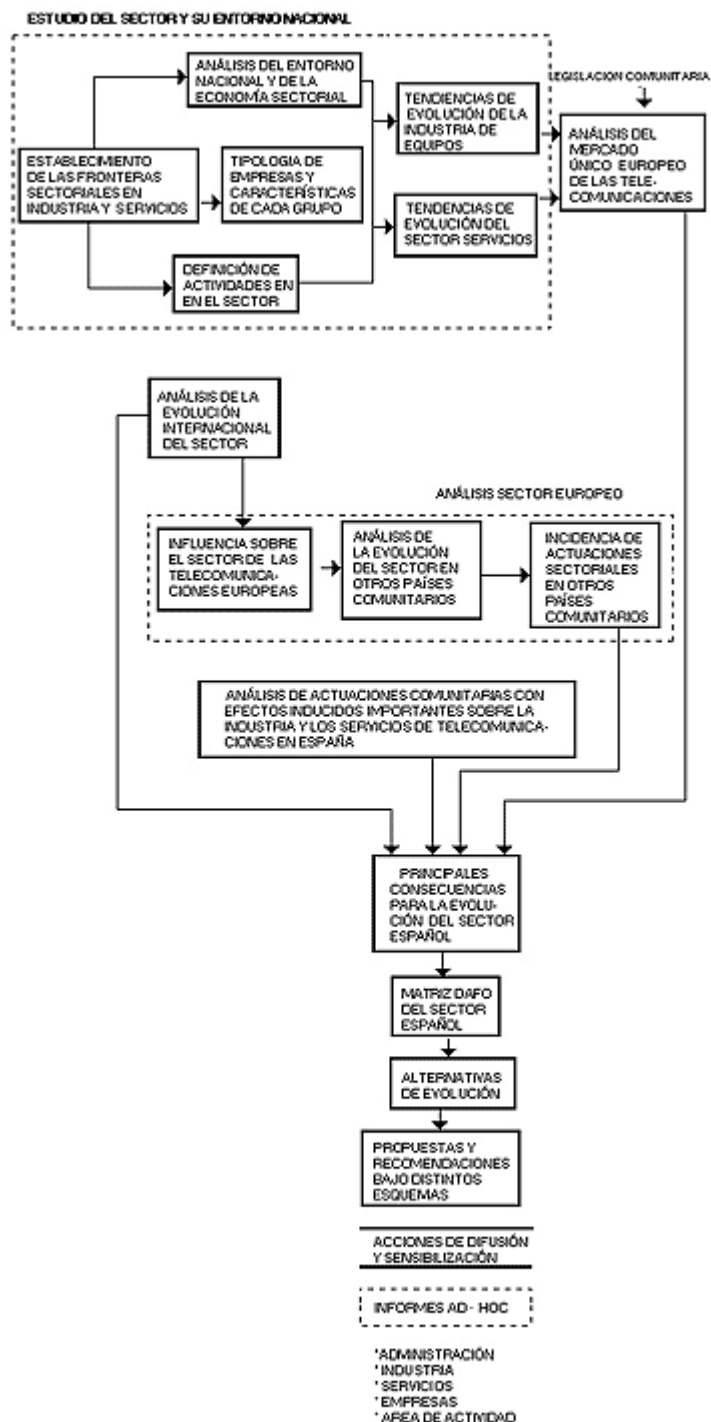 ESTUDIO DEL SECTOR Y SU ENTORNO NACIONAL
ANÁLISIS DEL ENTORNO
NACIONAL Y DE LA
ECONOMÍA SECTORIAL
TENDIENCIAS DE
EVOLUCIÓN DE LA
INDUSTRIA DE
EQUIPOS
LEGISLACION COMUNITARIA
ANÁLISIS DEL
MERCADO
ÚNICO EUROPEO
DE LAS TELE-
COMUNICACIONES
ESTABLECIMIENTO
DE LAS FRONTERAS
SECTORIALES EN
INDUSTRIA Y SERVICIOS
TIPOLOGIA DE
EMPRESAS Y
CARACTERÍSTICAS
DE CADA GRUPO
TENDENCIAS DE
EVOLUCIÓN DEL
SECTOR SERVICIOS
DEFINICIÓN DE
ACTIVIDADES EN
EN EL SECTOR
ANÁLISIS DE LA
EVOLUCIÓN
INTERNACIONAL
DEL SECTOR
ANÁLISIS SECTOR EUROPEO
INFLUENCIA SOBRE
EL SECTOR DE LAS
TELECOMUNICA-
CIONES EUROPEAS
ANÁLISIS DE
LA EVOLUCIÓN
DEL SECTOR EN
OTROS PAÍSES
COMUNITARIOS
INCIDENCIA DE
ACTUACIONES
SECTORIALES
EN OTROS
PAÍSES
COMUNITARIOS
ANÁLISIS DE ACTUACIONES COMUNITARIAS CON
EFECTOS INDUCIDOS IMPORTANTES SOBRE LA
INDUSTRIA Y LOS SERVICIOS DE TELECOMUNICA-
CIONES EN ESPAÑA
PRINCIPALES
CONSECUENCIAS
PARA LA EVOLU-
CIÓN DEL SECTOR
ESPAÑOL
MATRIZ DAFO
DEL SECTOR
ESPAÑOL
ALTERNATIVAS
DE EVOLUCIÓN
PROPUESTAS Y
RECOMENDACIONES
BAJO DISTINTOS
ESQUEMAS
ACCIONES DE DIFUSIÓN
Y SENSIBILIZACIÓN
INFORMES AD - HOC
*ADMINISTRACIÓN
*INDUSTRIA
*SERVICIOS
*EMPRESAS
*AREA DE ACTIVIDAD